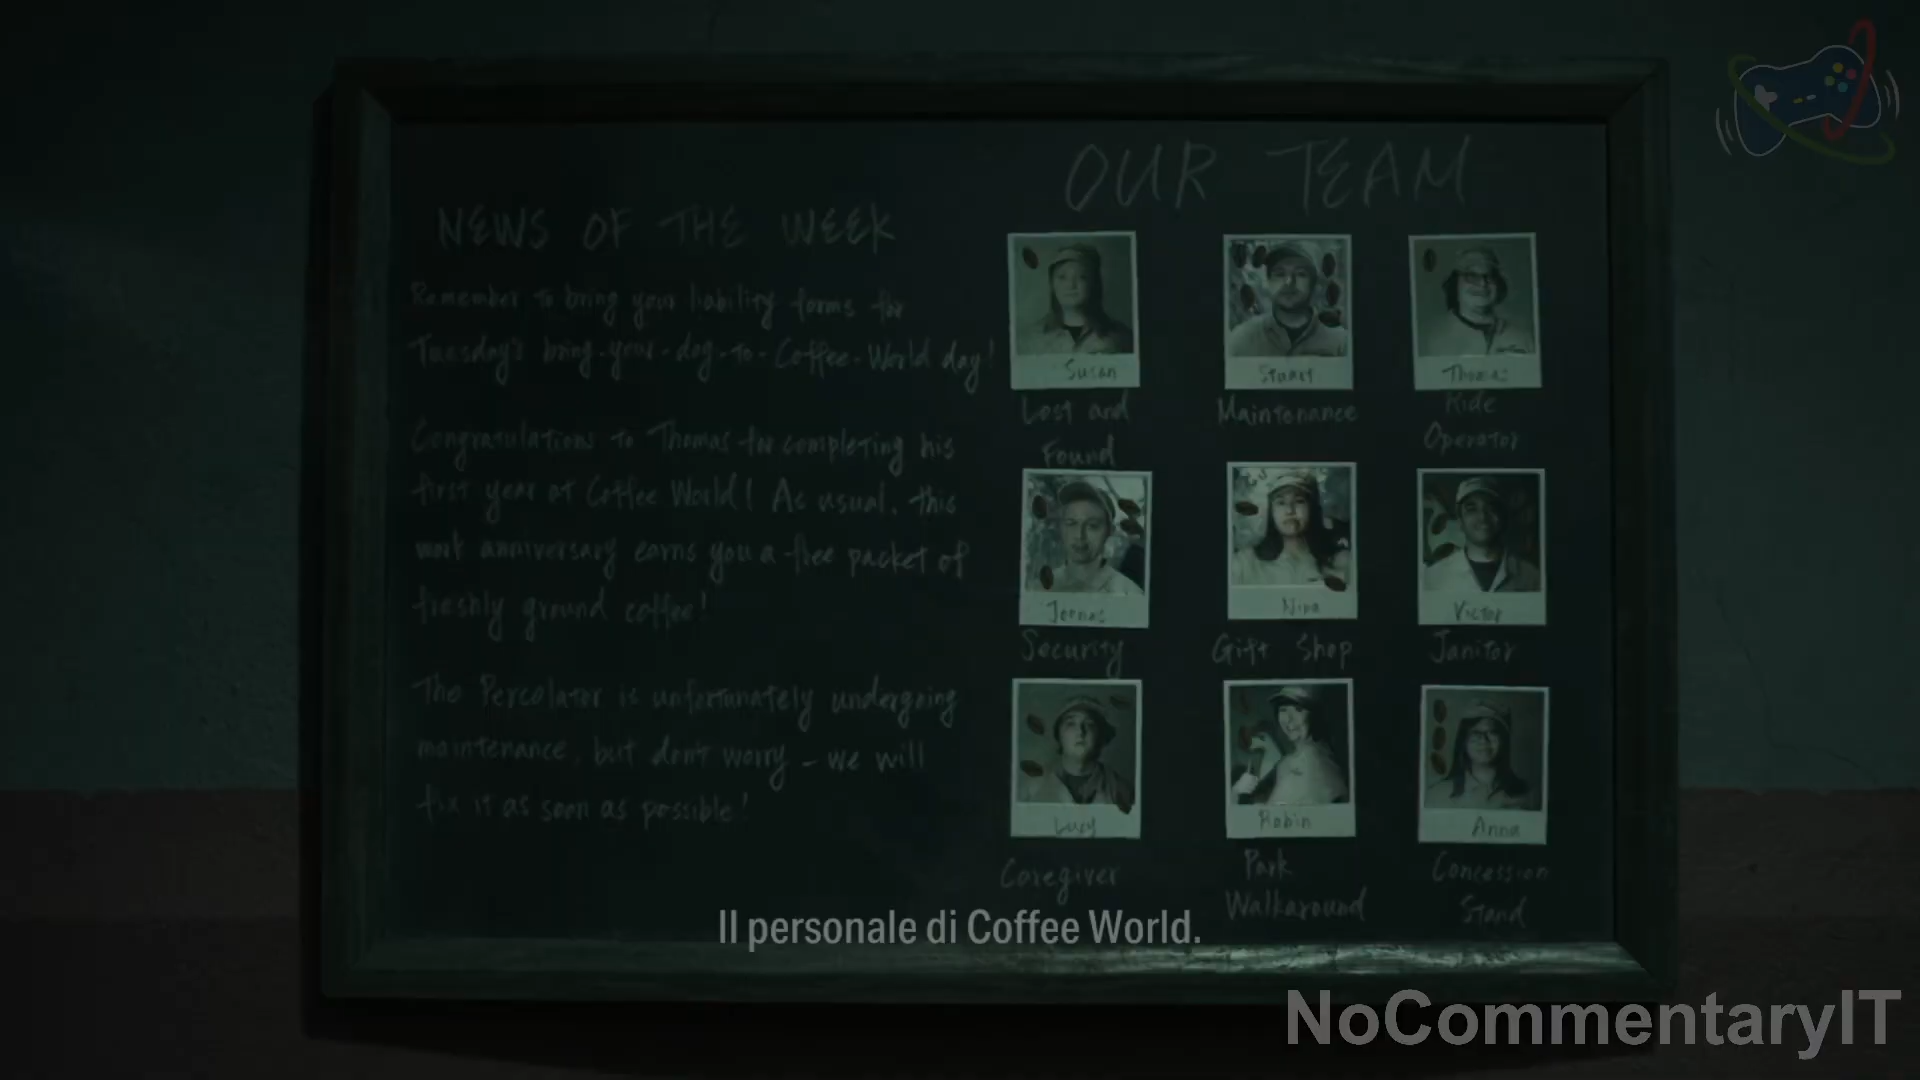 NEWS OF THE WEEK
Remember to bring your liability forms for
Tuesday's bring-your-dog-to-Coffee-World day!
Congratulations to Thomas for completing his
first year at Coffee World! As usual, this
work anniversary earns you a free packet of
freshly ground coffee!
The Percolator is unfortunately undergoing
maintenance, but don't worry - we will
fix it as soon as possible!
OUR TEAM
Susan
Lost and
Found
Stuart
Maintenance
Thomas
Ride
Operator
Security
Nina
Gift Shop
Victor
Janitor
Lucy
Caregiver
Robin
Park
Walkaround
Anna
Concession
Stand
Il personale di Coffee World.
NoCommentaryIT